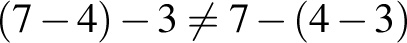 (7 − 4) − 3 ≠ 7 − (4 − 3)